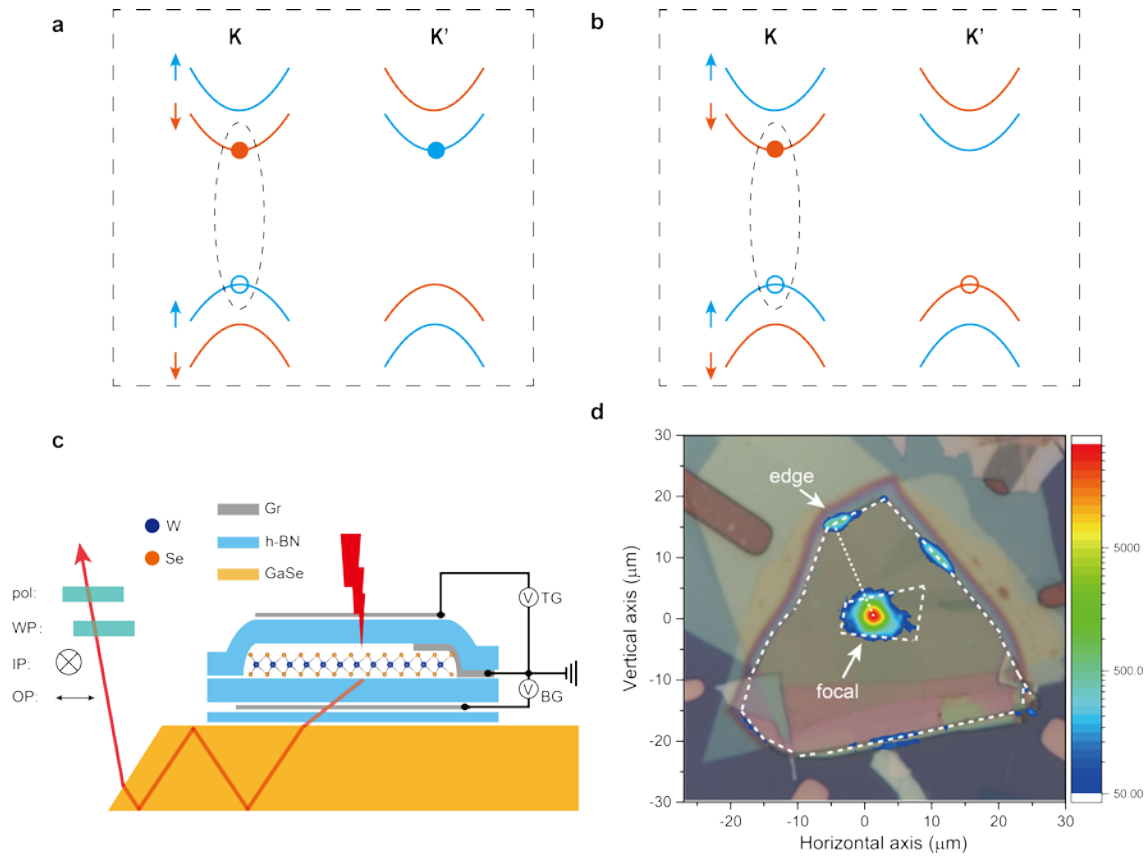 a
K
K'
b
K
K'
c
W
Se
Gr
h-BN
GaSe
pol:
WP:
IP:
OP:
V
TG
V
BG
d
30
20
10
0
-10
-20
-30
Vertical axis (μm)
edge
focal
-20
-10
0
10
20
30
Horizontal axis (μm)
5000
500.0
50.00